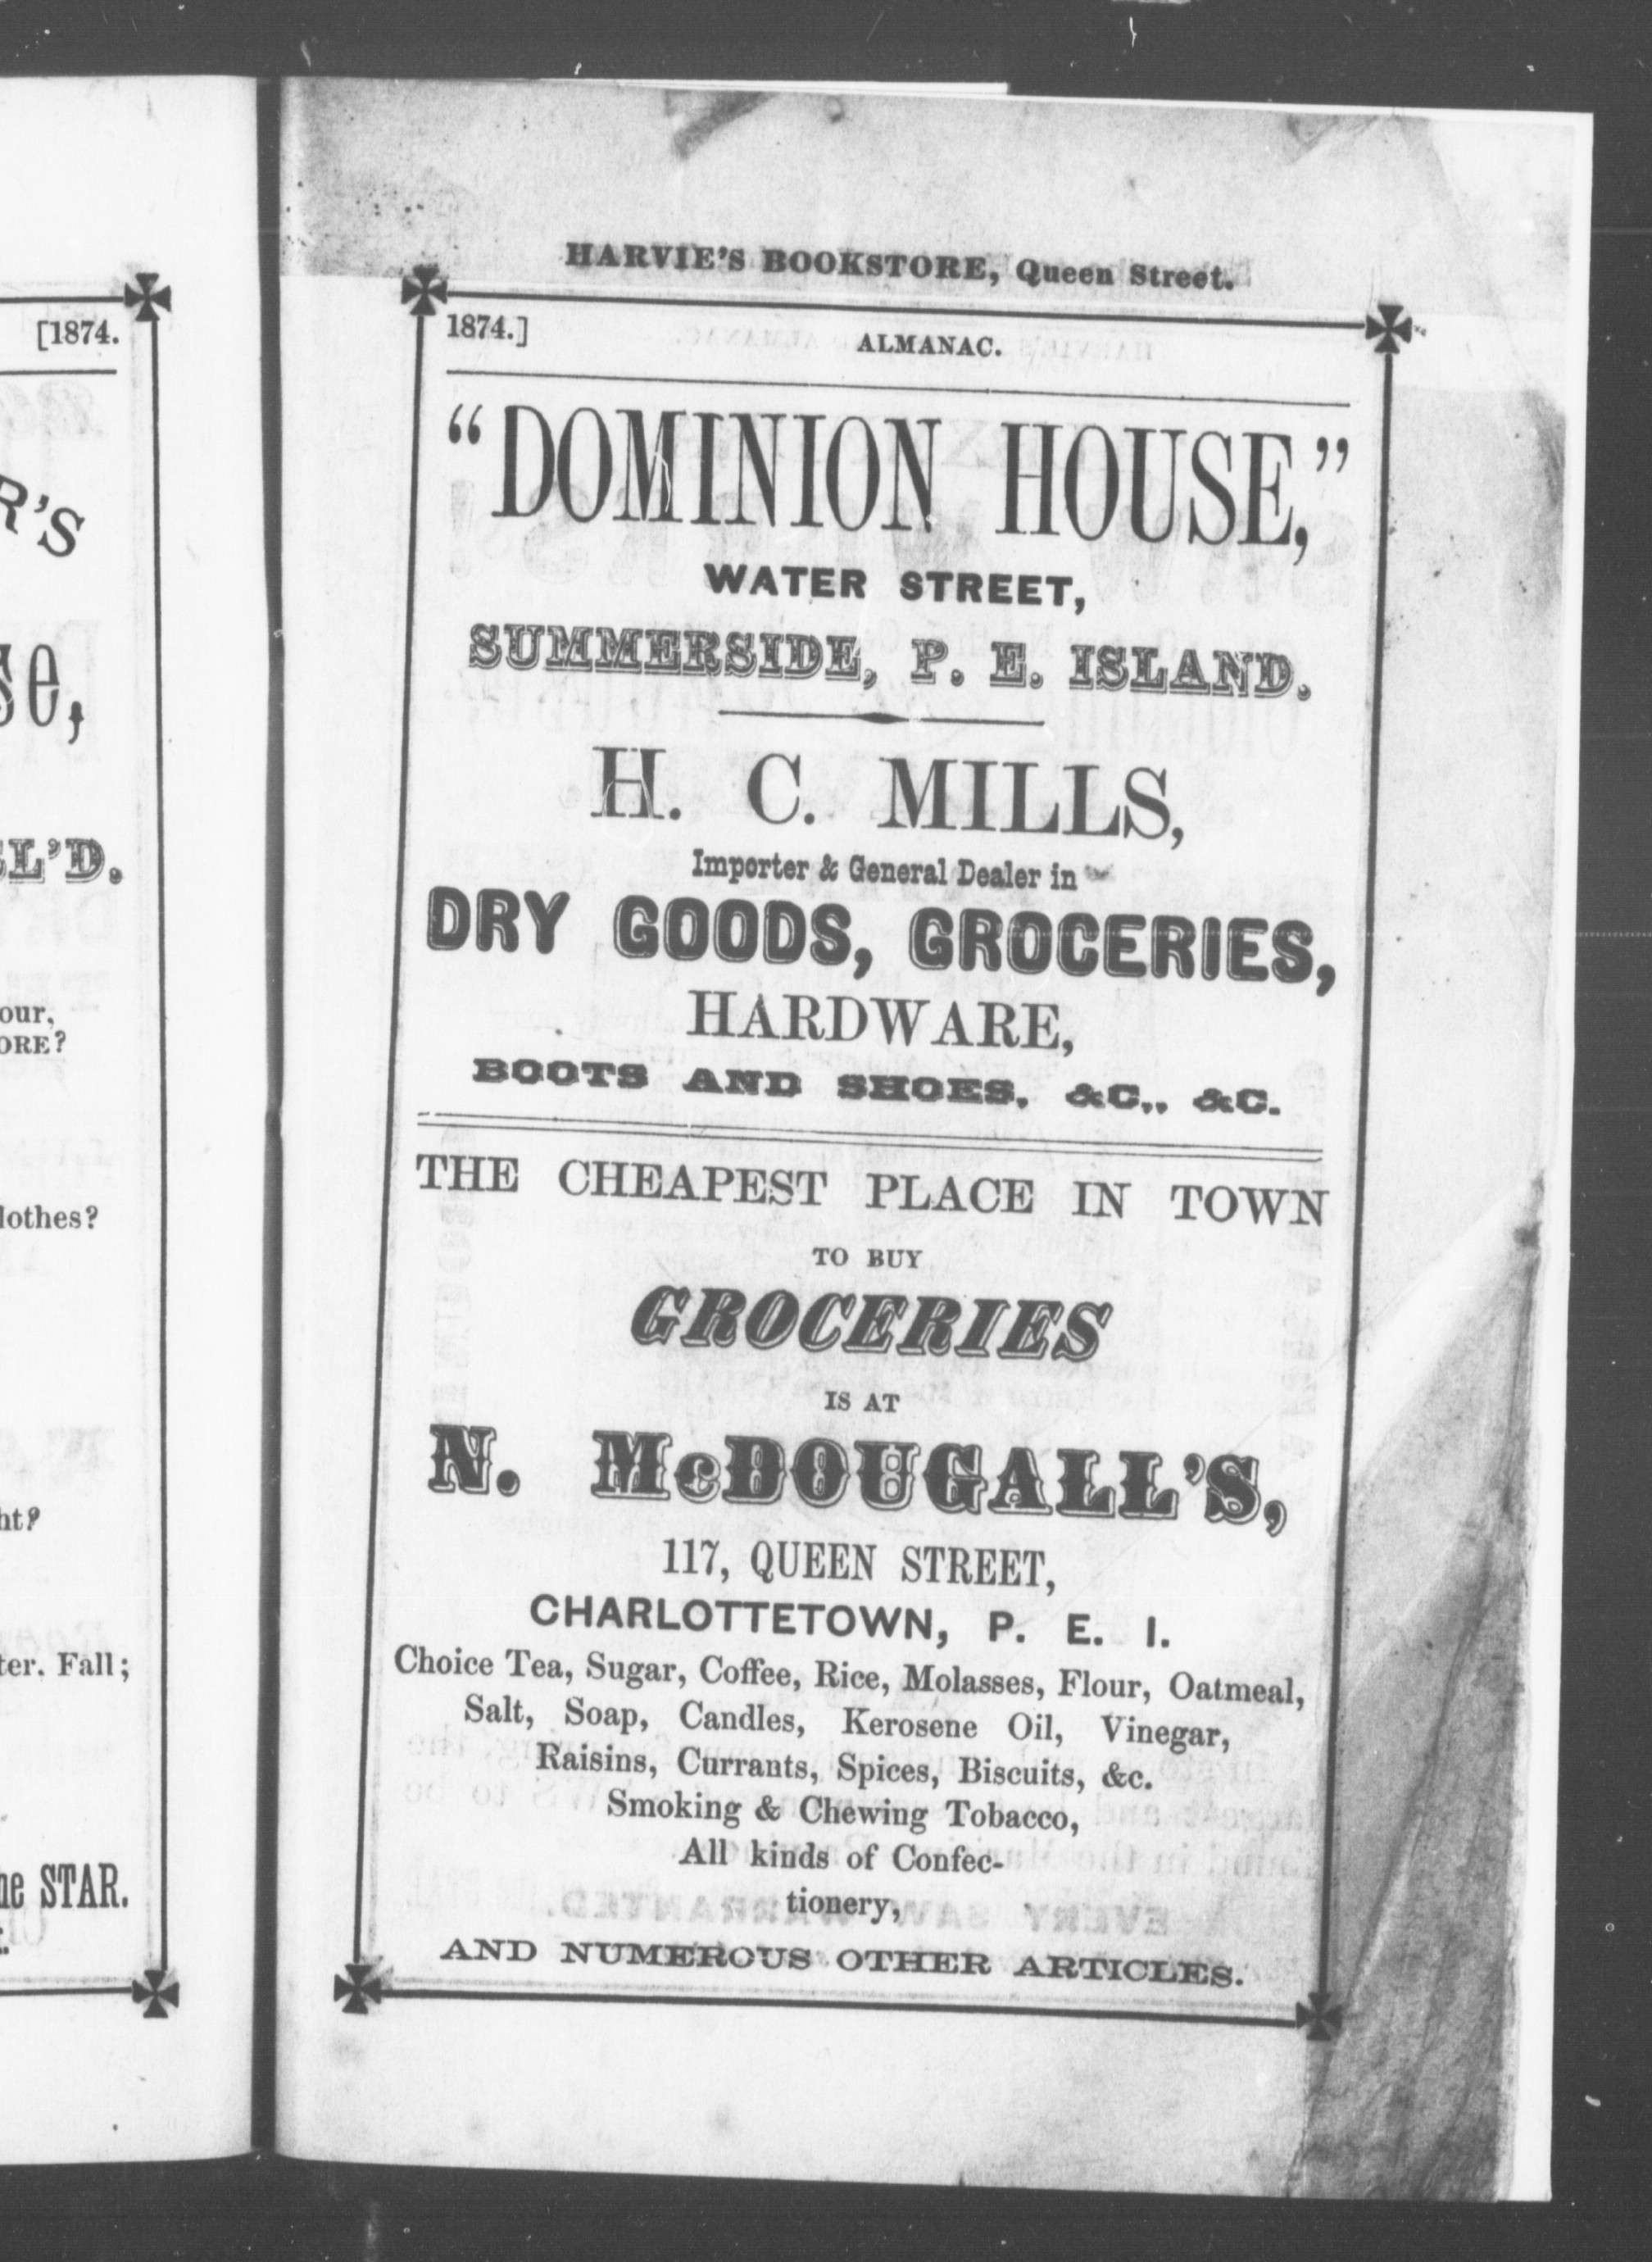 [1874.
R'S
se,
L'D.
our,
ORE?
lothes?
ht?
ter. Fall;
he STAR.
HARVIE'S BOOKSTORE, Queen Street.
1874.]
ALMANAC.
"DOMINION HOUSE,"
WATER STREET,
SUMMERSIDE, P. E. ISLAND.
H. C. MILLS,
Importer & General Dealer in
DRY GOODS, GROCERIES,
HARDWARE,
BOOTS AND SHOES, &C., &C.
THE CHEAPEST PLACE IN TOWN
TO BUY
GROCERIES
IS AT
N. McDOUGALL'S,
117, QUEEN STREET,
CHARLOTTETOWN, P. E. I.
Choice Tea, Sugar, Coffee, Rice, Molasses, Flour, Oatmeal,
Salt, Soap, Candles, Kerosene Oil, Vinegar,
Raisins, Currants, Spices, Biscuits, &c.
Smoking & Chewing Tobacco,
All kinds of Confec-
tionery,
AND NUMEROUS OTHER ARTICLES.